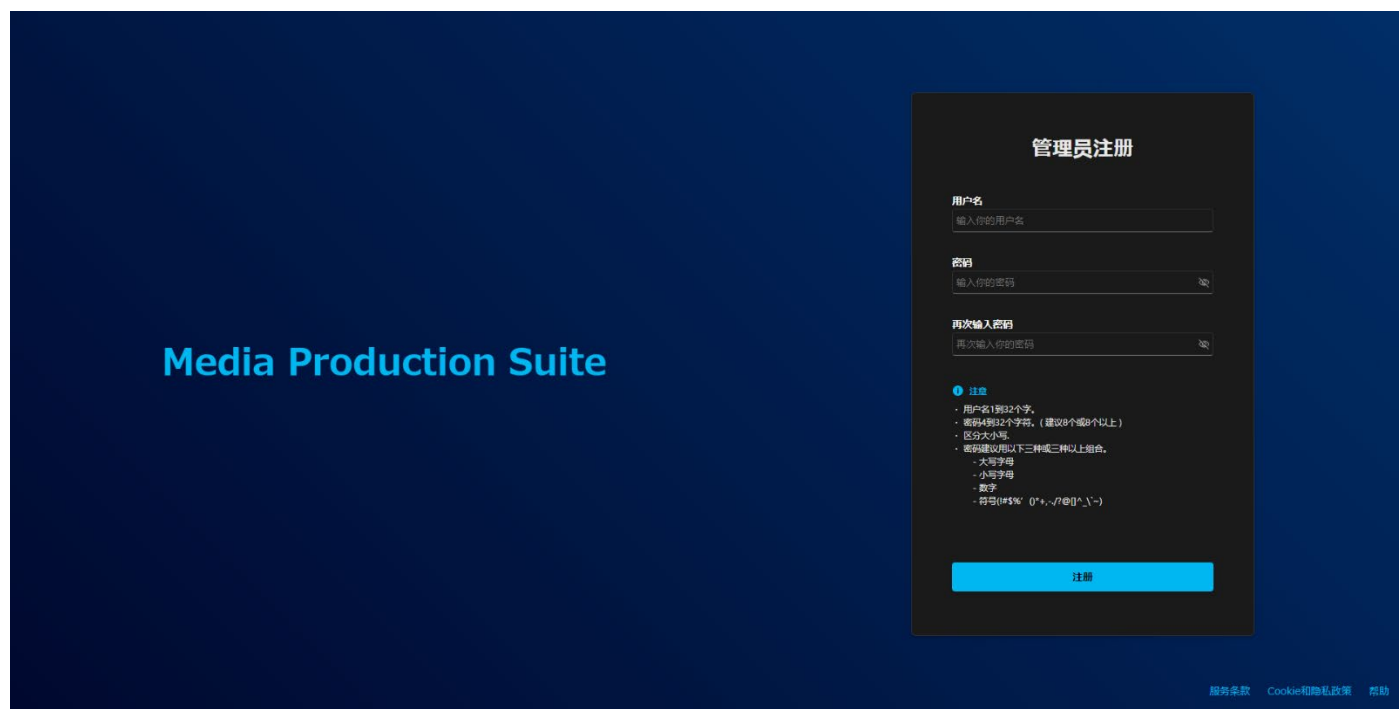 Media Production Suite
管理员注册
用户名
输入你的用户名
密码
输入你的密码
再次输入密码
再次输入你的密码
注意
· 用户名1到32个字。
· 密码4到32个字符。( 建议8个或8个以上 )
· 区分大小写.
· 密码建议用以下三种或三种以上组合。
- 大写字母
- 小写字母
- 数字
- 符号(!#$%' ()*+,-./?@[]^_\`~)
注册
服务条款 Cookie和隐私政策 帮助